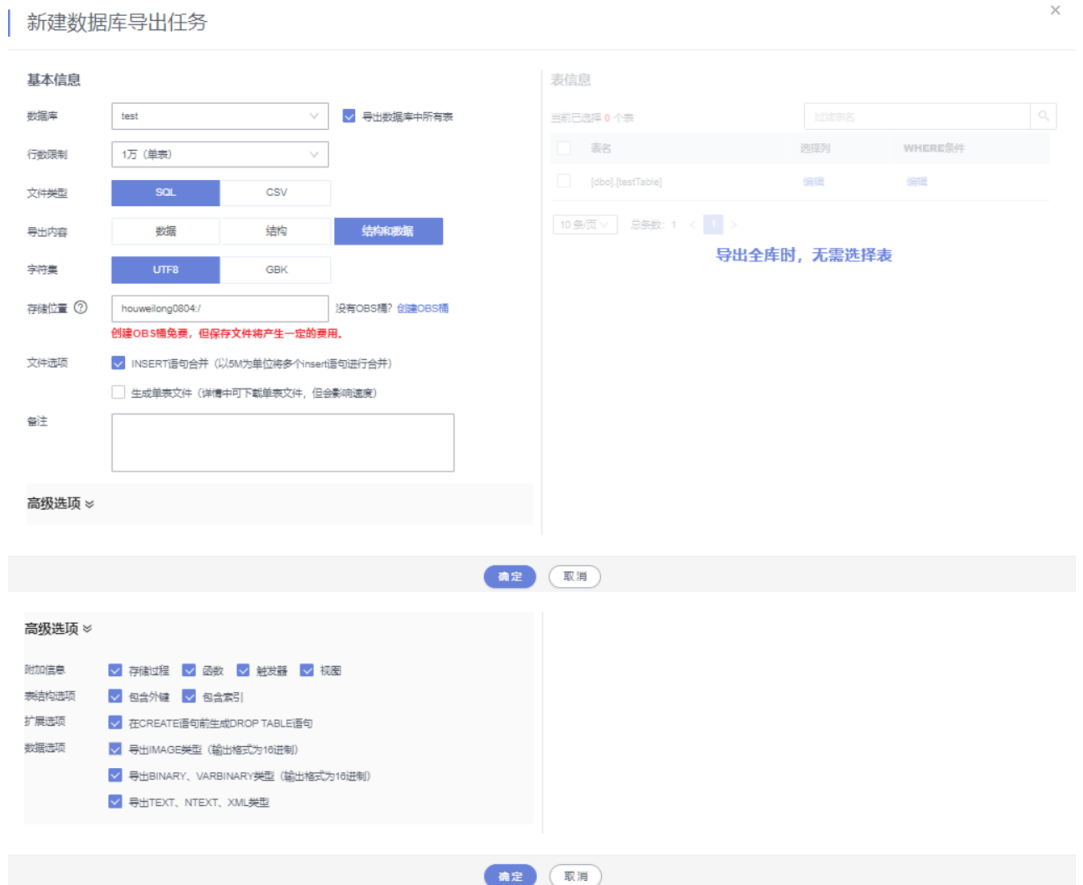 新建数据库导出任务
基本信息
数据库 test 导出数据库中所有表
行数限制 1万（单表）
文件类型 SQL CSV
导出内容 数据 结构 结构和数据
字符集 UTF8 GBK
存储位置 ? houweilong0804:/ 没有OBS桶？创建OBS桶
创建OBS桶免费，但保存文件将产生一定的费用。
文件选项 INSERT语句合并（以5M为单位将多个insert语句进行合并）
生成单表文件（详情中可下载单表文件，但会影响速度）
备注
高级选项
表信息
当前已选择 0 个表 过滤表名
表名 选择列 WHERE条件
[dbo].[testTable] 编辑 编辑
10 条/页 总条数：1 < 1 >
导出全库时，无需选择表
确定 取消
高级选项
附加信息 存储过程 函数 触发器 视图
表结构选项 包含外键 包含索引
扩展选项 在CREATE语句前生成DROP TABLE语句
数据选项 导出IMAGE类型（输出格式为16进制）
导出BINARY、VARBINARY类型（输出格式为16进制）
导出TEXT、NTEXT、XML类型
确定 取消